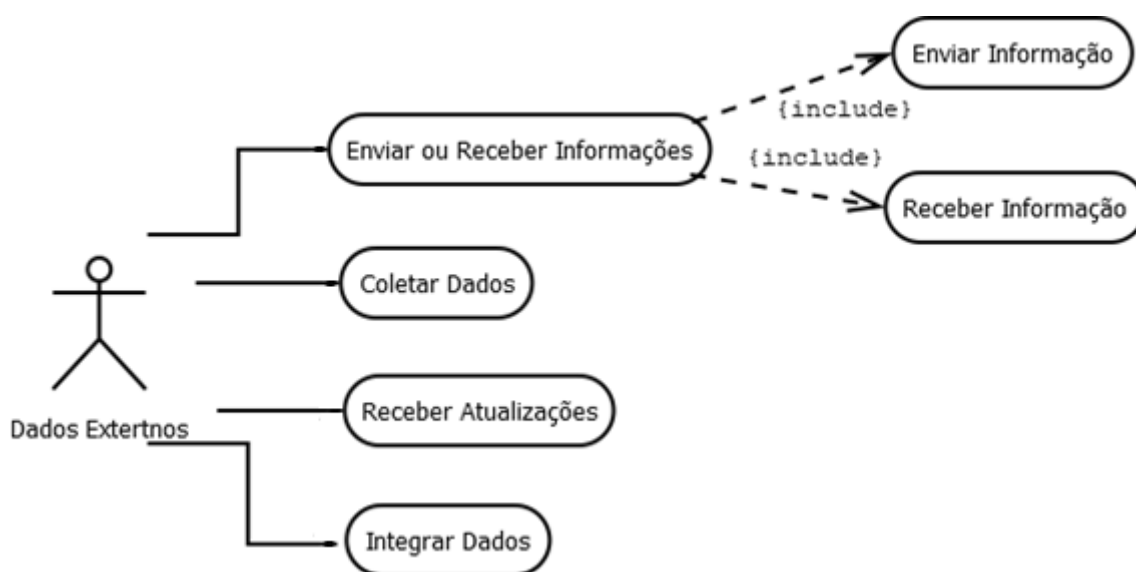 Enviar Informação
{include}
Enviar ou Receber Informações
{include}
Receber Informação
Coletar Dados
Receber Atualizações
Dados Extertnos
Integrar Dados